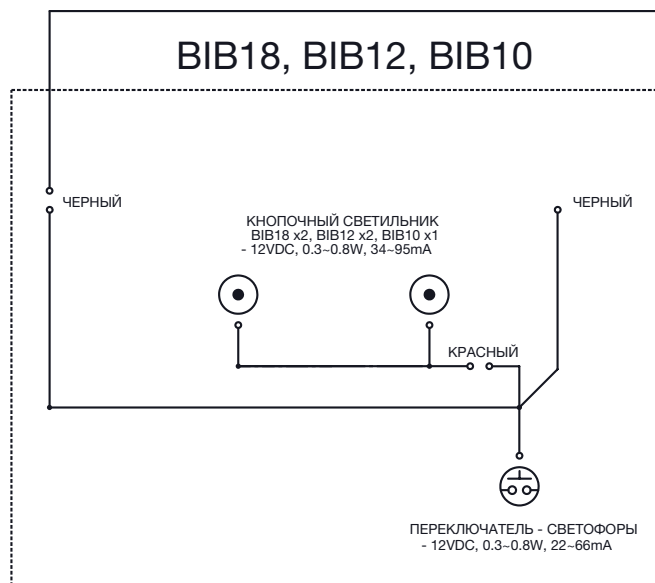 BIB18, BIB12, BIB10
ЧЕРНЫЙ
ЧЕРНЫЙ
КНОПОЧНЫЙ СВЕТИЛЬНИК
BIB18 x2, BIB12 x2, BIB10 x1
- 12VDC, 0.3~0.8W, 34~95mA
КРАСНЫЙ
ПЕРЕКЛЮЧАТЕЛЬ - СВЕТОФОРЫ
- 12VDC, 0.3~0.8W, 22~66mA